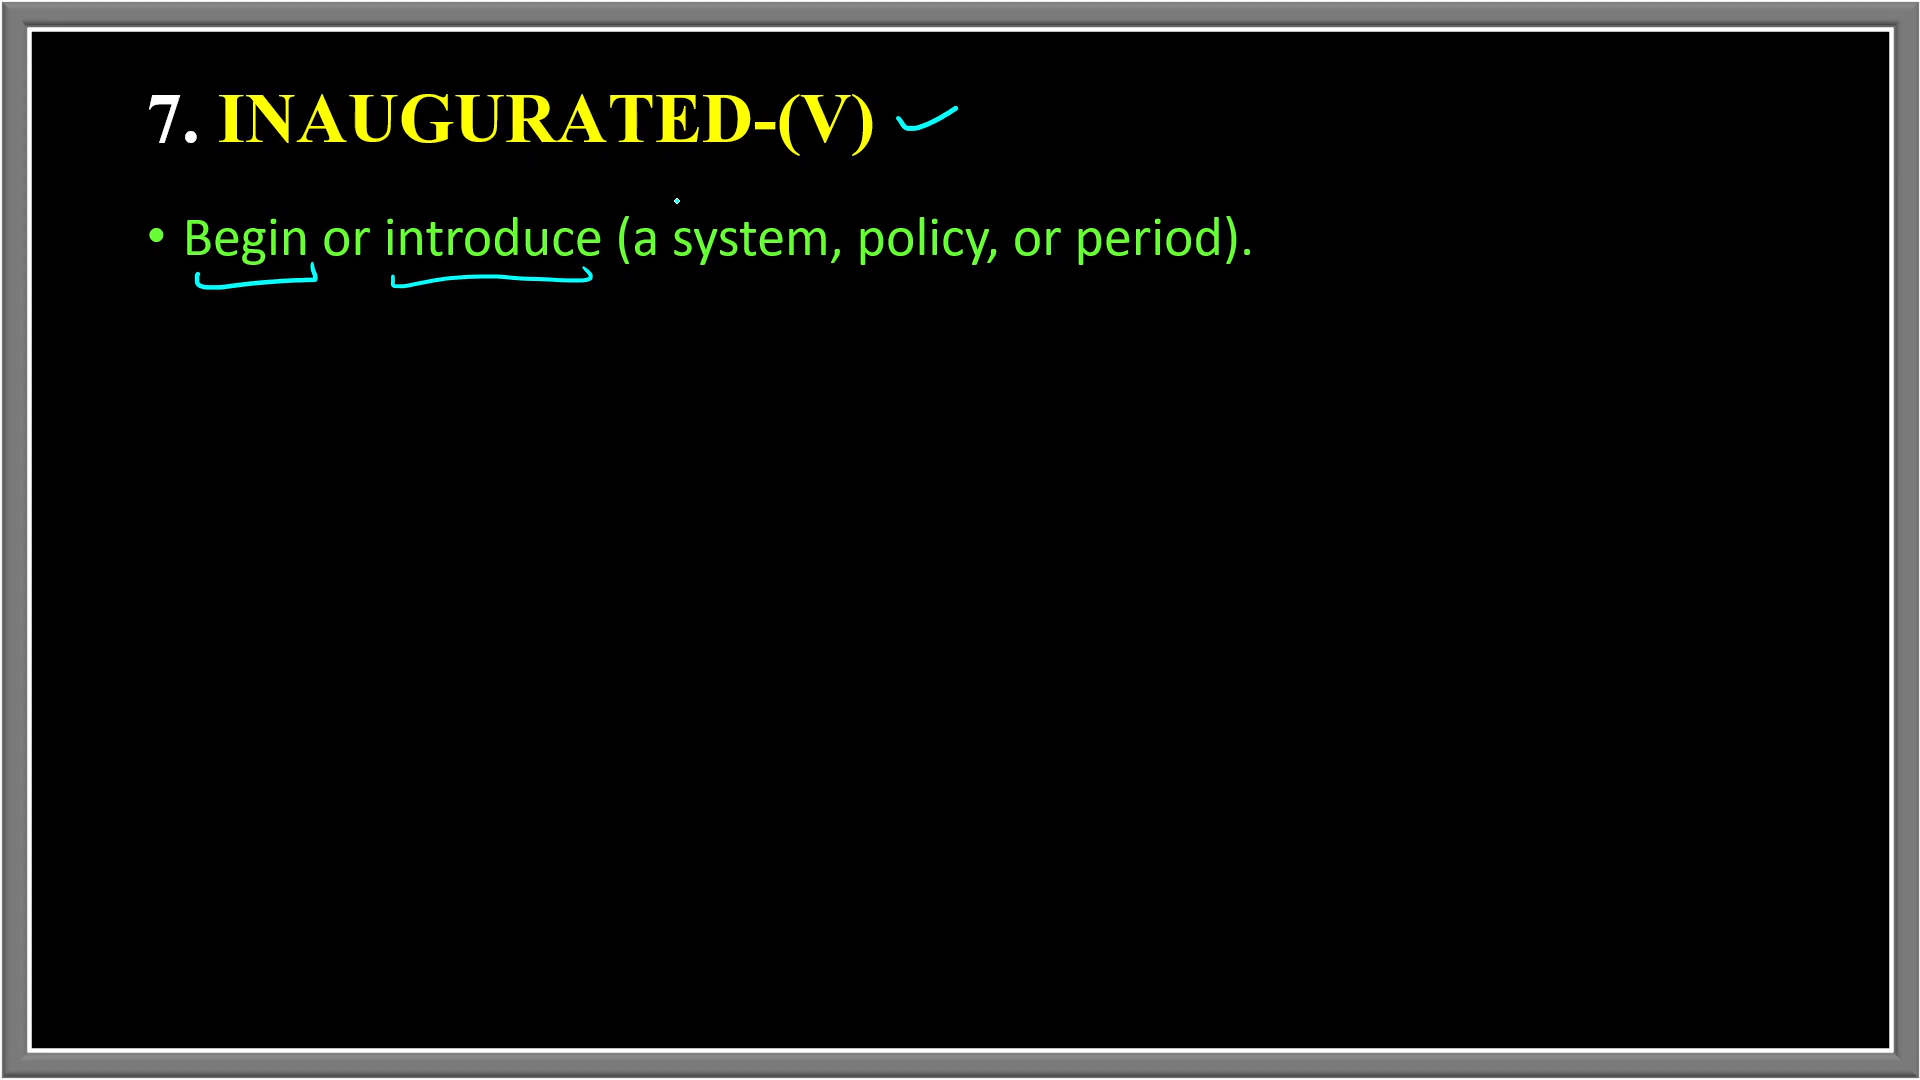 7. INAUGURATED-(V)
• Begin or introduce (a system, policy, or period).